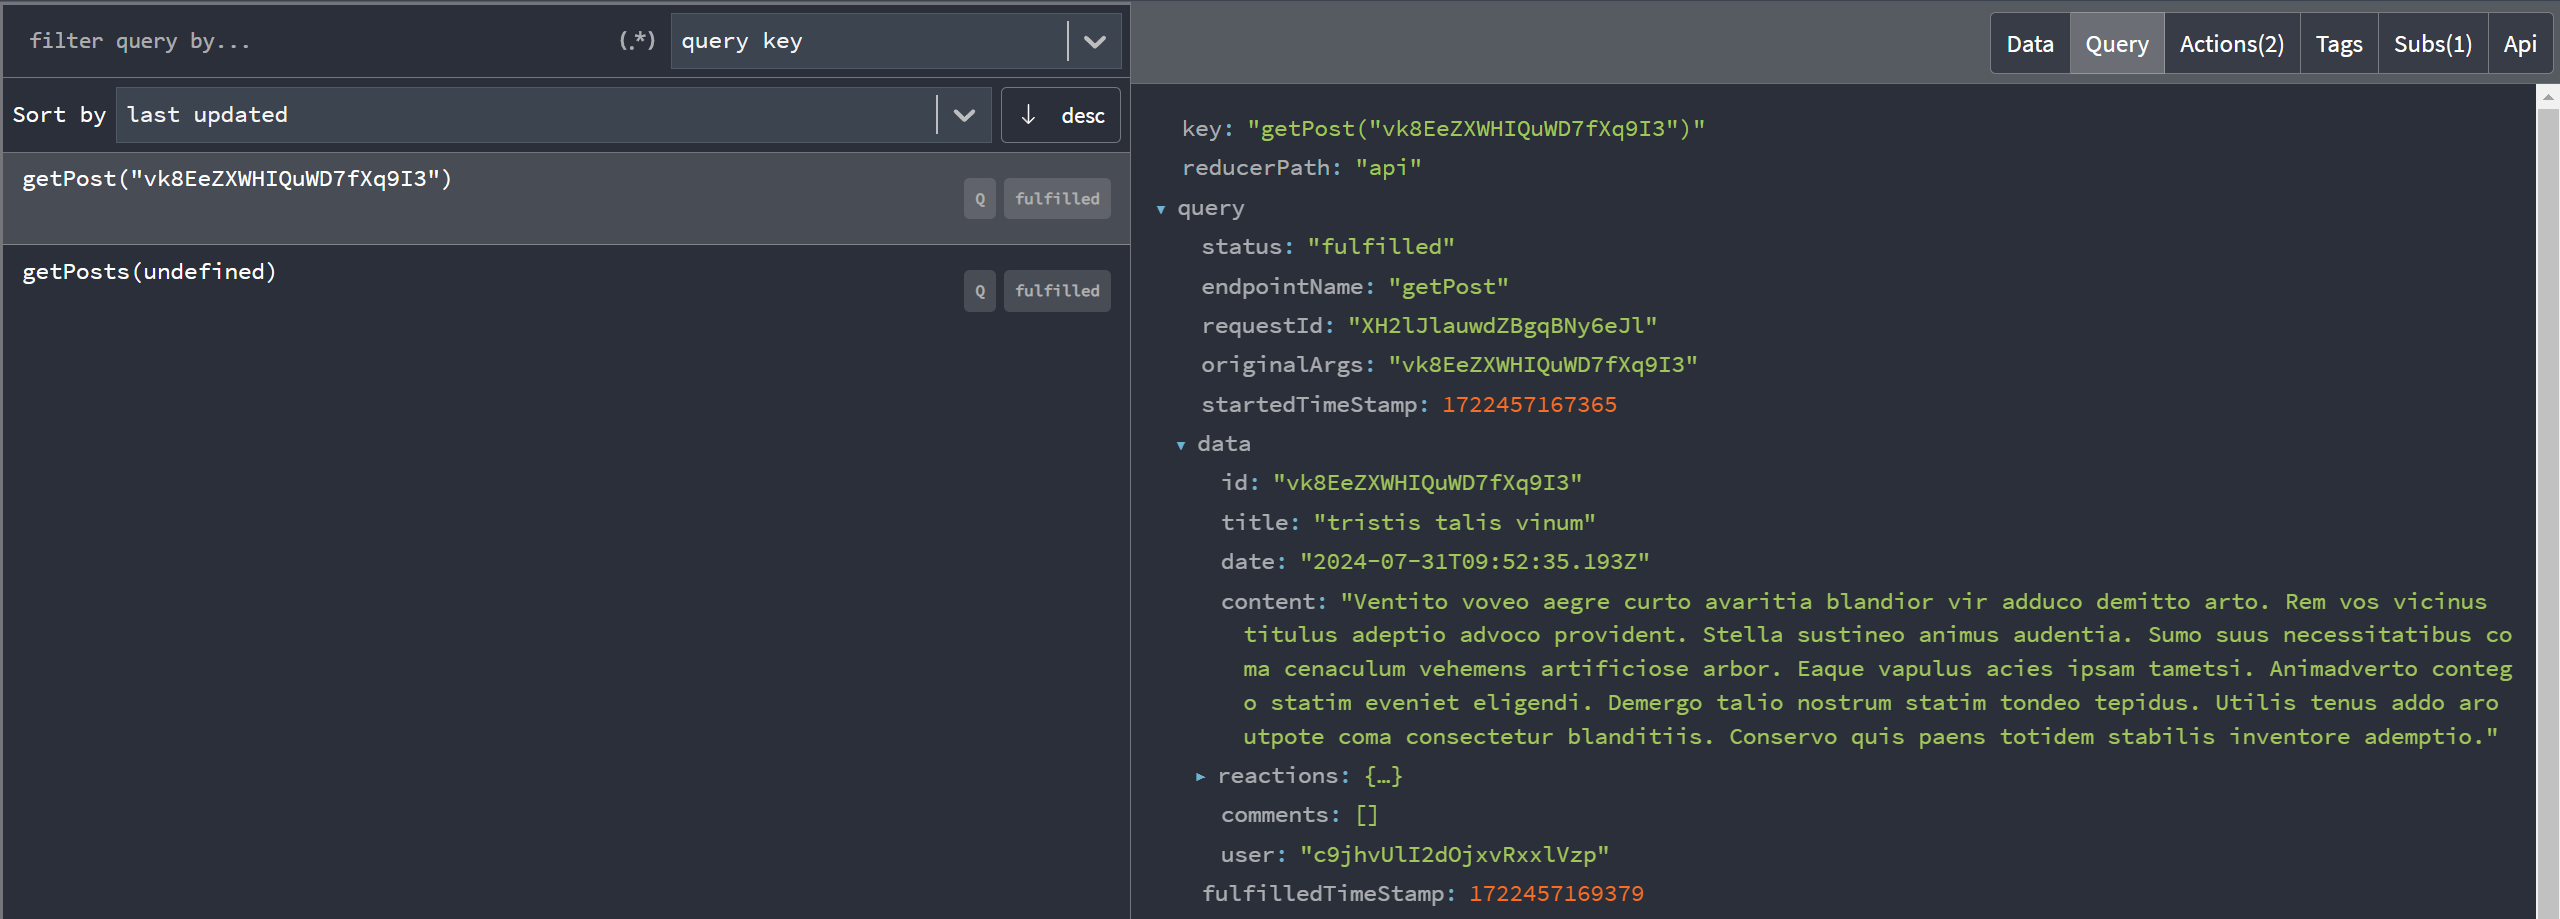 filter query by...
(.*)
query key
Sort by
last updated
↓ desc
getPost("vk8EeZXWHIQuWD7fXq9I3")
Q
fulfilled
getPosts(undefined)
Q
fulfilled
Data
Query
Actions(2)
Tags
Subs(1)
Api
key: "getPost("vk8EeZXWHIQuWD7fXq9I3")"
reducerPath: "api"
▼ query
status: "fulfilled"
endpointName: "getPost"
requestId: "XH2lJlauwdZBgqBNy6eJl"
originalArgs: "vk8EeZXWHIQuWD7fXq9I3"
startedTimeStamp: 1722457167365
▼ data
id: "vk8EeZXWHIQuWD7fXq9I3"
title: "tristis talis vinum"
date: "2024-07-31T09:52:35.193Z"
content: "Ventito voveo aegre curto avaritia blandior vir adduco demitto arto. Rem vos vicinus
titulus adeptio advoco provident. Stella sustineo animus audentia. Sumo suus necessitatibus co
ma cenaculum vehemens artificiose arbor. Eaque vapulus acies ipsam tametsi. Animadverto conteg
o statim eveniet eligendi. Demergo talio nostrum statim tondeo tepidus. Utilis tenus addo aro
utpote coma consectetur blanditiis. Conservo quis paens totidem stabilis inventore ademptio."
▶ reactions: {…}
comments: []
user: "c9jhvUlI2dOjxvRxxlVzp"
fulfilledTimeStamp: 1722457169379